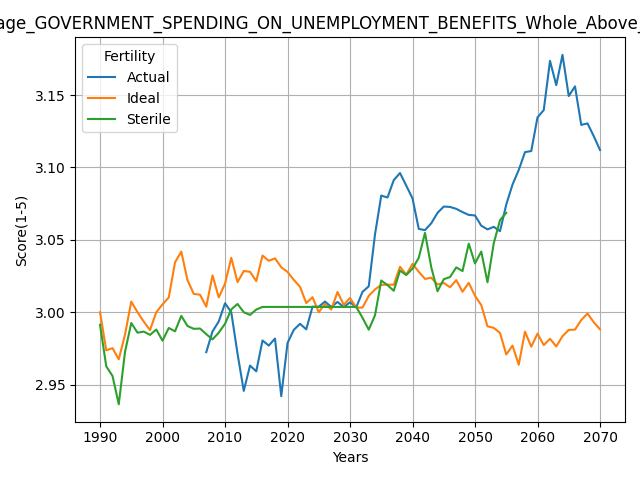 age_GOVERNMENT_SPENDING_ON_UNEMPLOYMENT_BENEFITS_Whole_Above_
Fertility
Actual
Ideal
Sterile
3.15
3.10
3.05
3.00
2.95
Score(1-5)
1990 2000 2010 2020 2030 2040 2050 2060 2070
Years